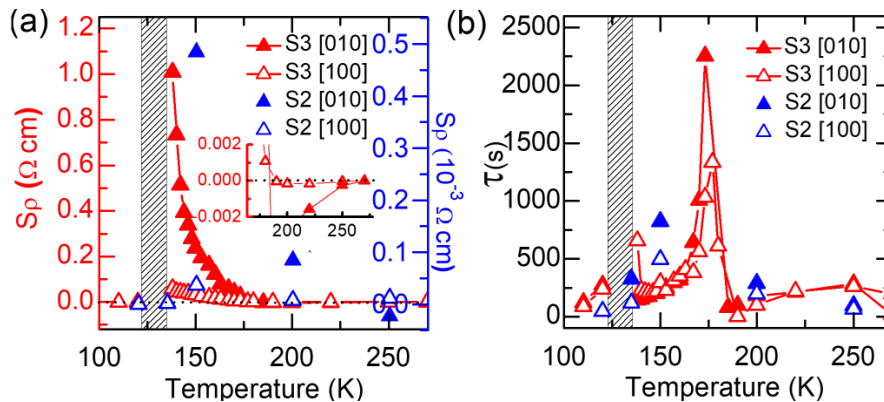 (a)
S3 [010]
S3 [100]
S2 [010]
S2 [100]
1.2
1.0
0.8
0.6
0.4
0.2
0.0
Sρ (Ω cm)
0.5
0.4
0.3
0.2
0.1
0.0
Sρ (10⁻³ Ω cm)
0.002
0.000
0.002
200
250
100
150
200
250
Temperature (K)
(b)
S3 [010]
S3 [100]
S2 [010]
S2 [100]
2500
2000
1500
1000
500
0
τ(s)
100
150
200
250
Temperature (K)